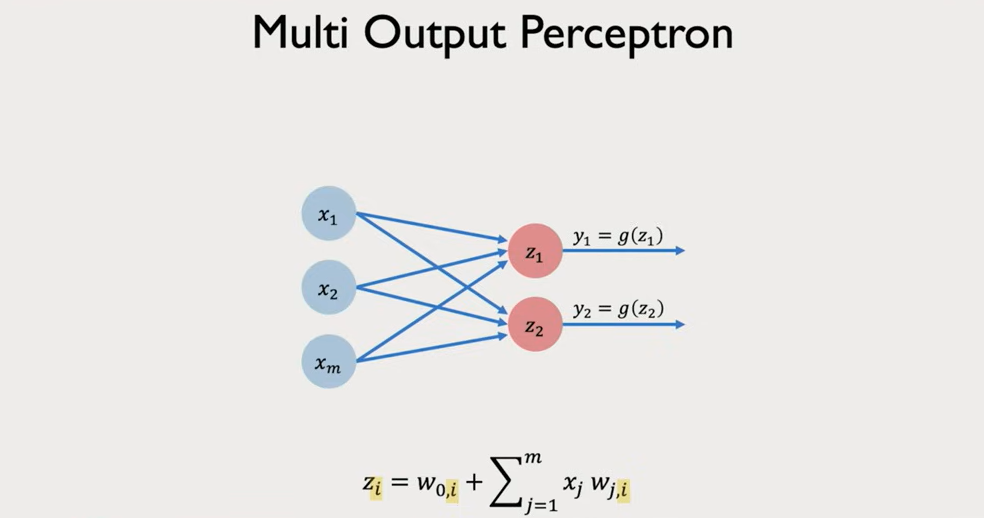 Multi Output Perceptron
x₁
x₂
xₘ
z₁
z₂
y₁ = g(z₁)
y₂ = g(z₂)
zᵢ = w₀,ᵢ + ∑ⱼ₌₁ᵐ xⱼ wⱼ,ᵢ